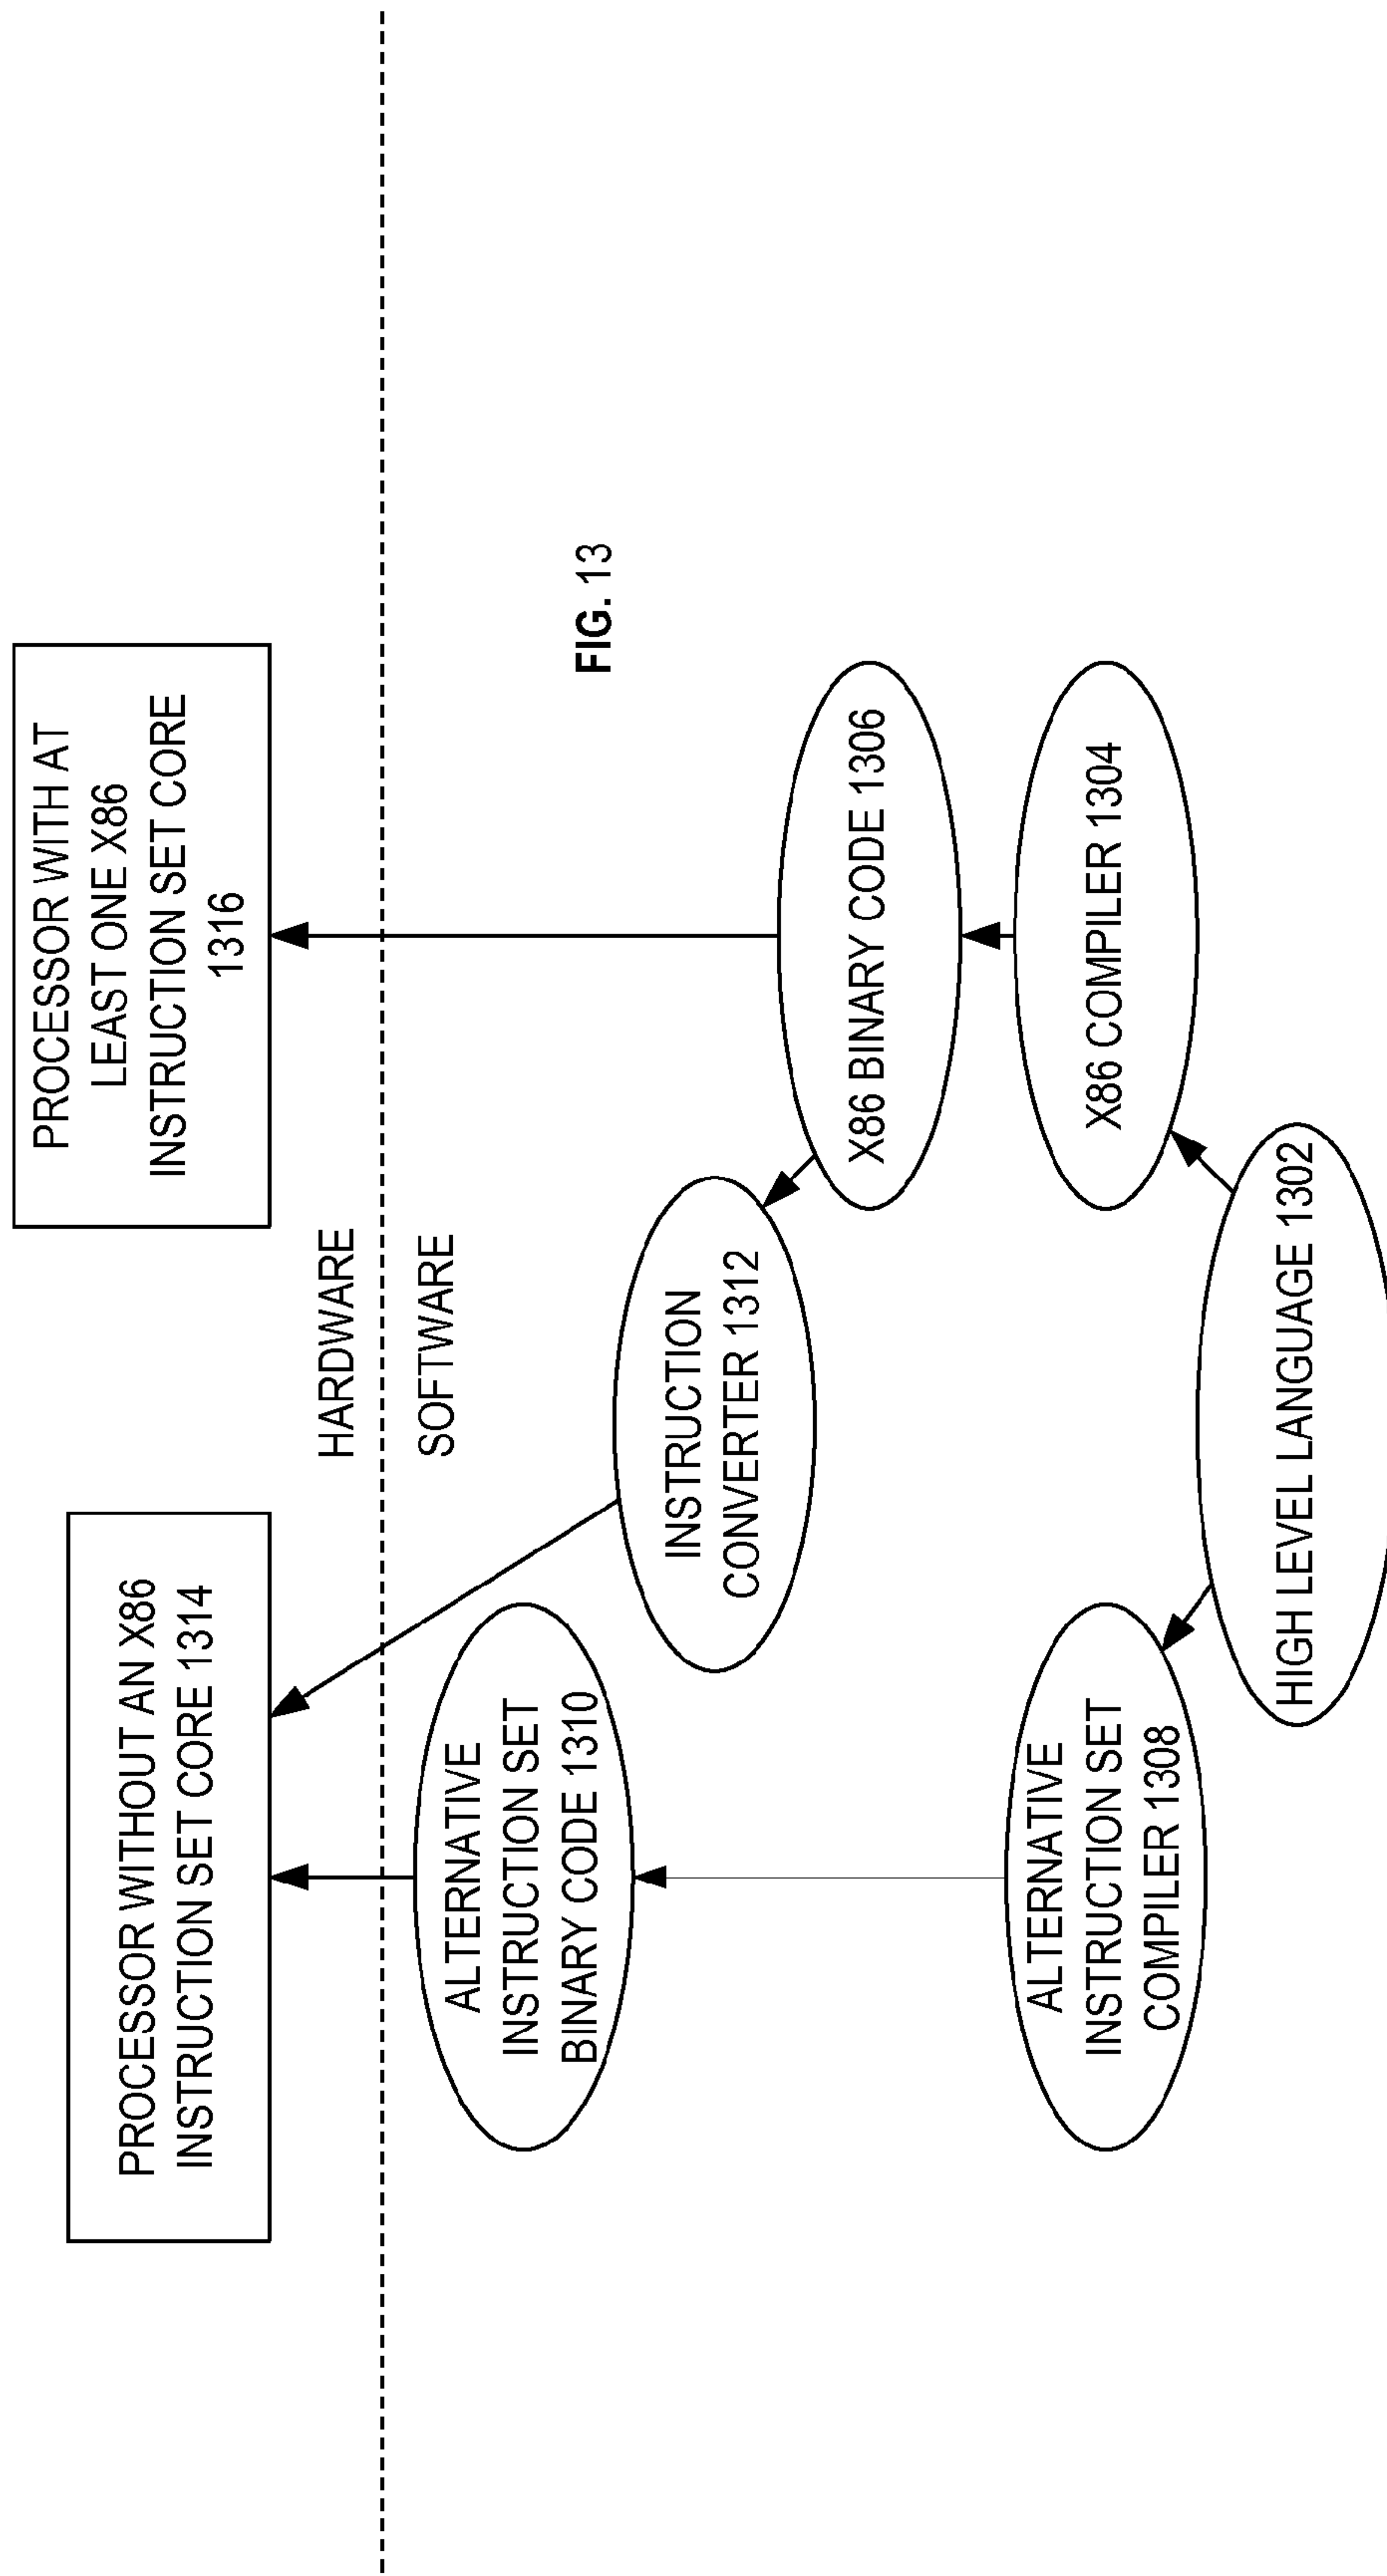 PROCESSOR WITHOUT AN X86
INSTRUCTION SET CORE 1314
PROCESSOR WITH AT
LEAST ONE X86
INSTRUCTION SET CORE
1316
HARDWARE
SOFTWARE
ALTERNATIVE
INSTRUCTION SET
BINARY CODE 1310
INSTRUCTION
CONVERTER 1312
FIG. 13
X86 BINARY CODE 1306
ALTERNATIVE
INSTRUCTION SET
COMPILER 1308
X86 COMPILER 1304
HIGH LEVEL LANGUAGE 1302